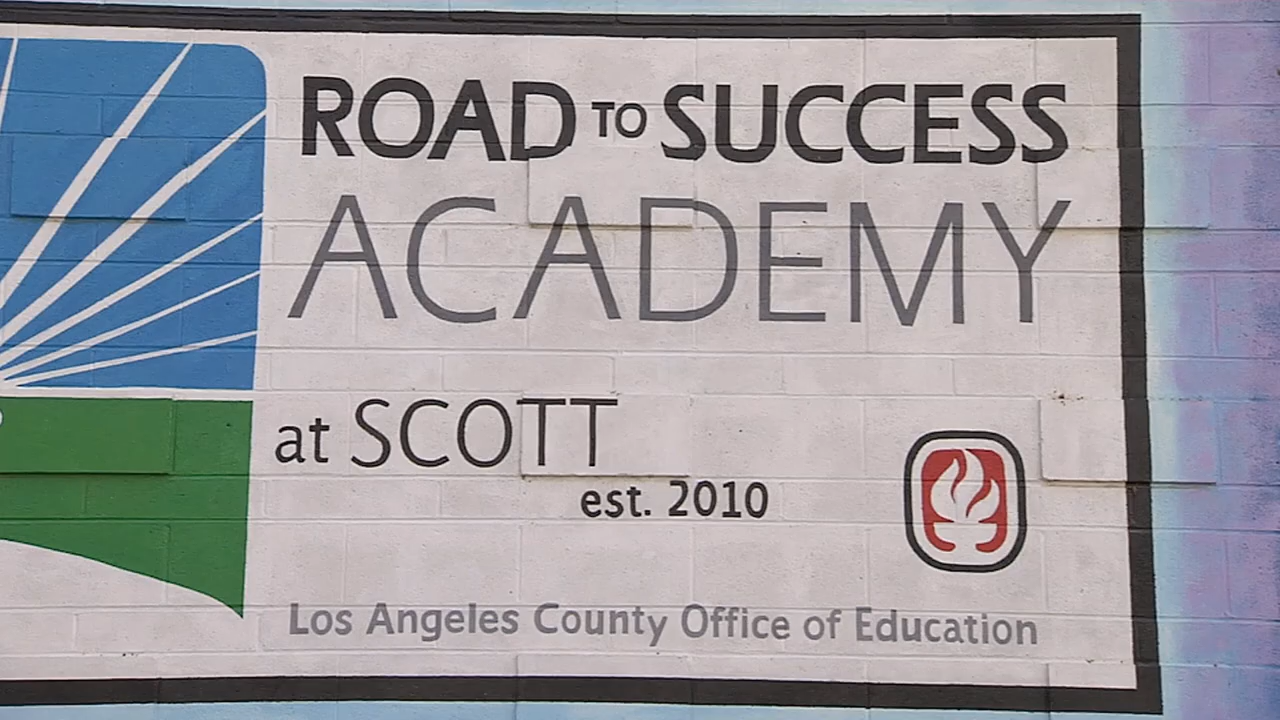 ROAD TO SUCCESS
ACADEMY
at SCOTT
est. 2010
Los Angeles County Office of Education